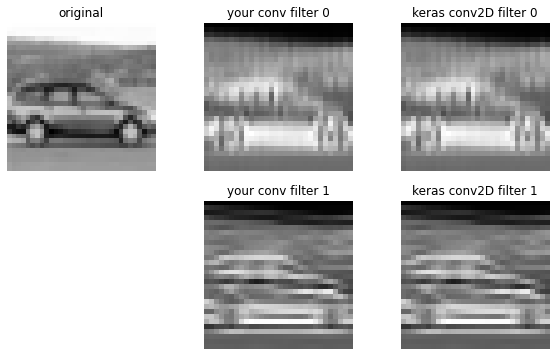 original
your conv filter 0
keras conv2D filter 0
your conv filter 1
keras conv2D filter 1